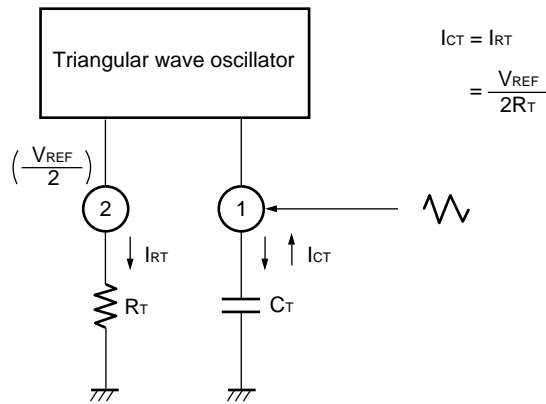 Triangular wave oscillator
ICT = IRT
= VREF / 2RT
(VREF / 2)
2
1
IRT
ICT
RT
CT